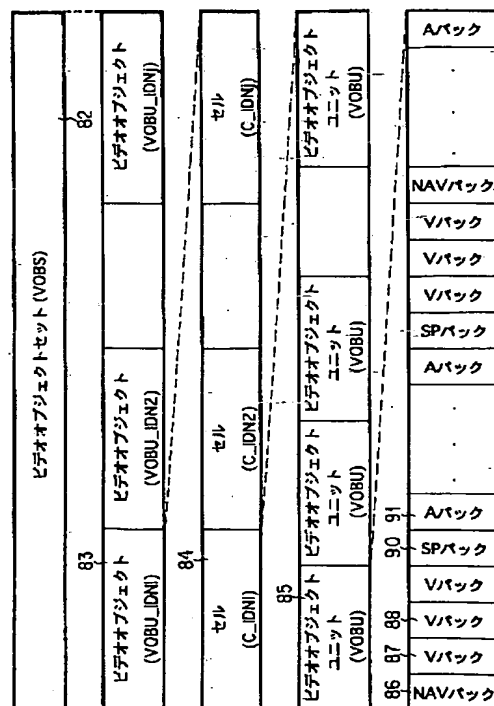 ビデオオブジェクトセット(VOBS)
82
83
ビデオオブジェクト
(VOBU_IDN1)
ビデオオブジェクト
(VOBU_IDN2)
ビデオオブジェクト
(VOBU_IDNj)
84
セル
(C_IDN1)
セル
(C_IDN2)
セル
(C_IDNj)
85
ビデオオブジェクト
ユニット
(VOBU)
ビデオオブジェクト
ユニット
(VOBU)
ビデオオブジェクト
ユニット
(VOBU)
ビデオオブジェクト
ユニット
(VOBU)
86
NAVパック
87
Vパック
88
Vパック
Vパック
90
SPパック
91
Aパック
Aパック
SPパック
Vパック
Vパック
Vパック
NAVパック
Aパック